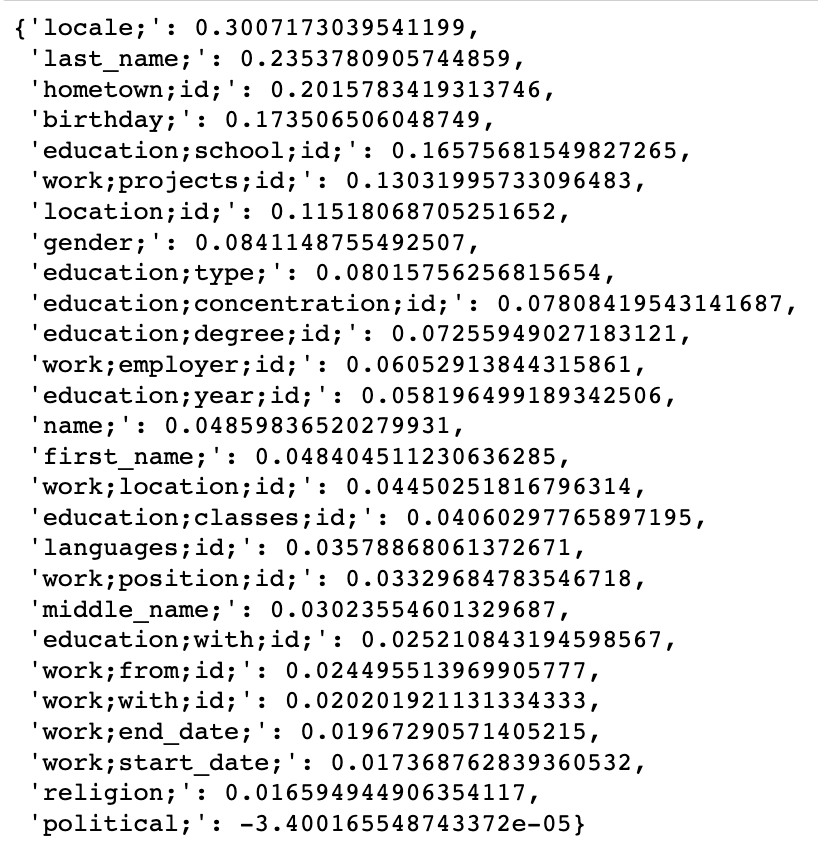 {'locale;': 0.3007173039541199,
'last_name;': 0.2353780905744859,
'hometown;id;': 0.2015783419313746,
'birthday;': 0.173506506048749,
'education;school;id;': 0.16575681549827265,
'work;projects;id;': 0.13031995733096483,
'location;id;': 0.11518068705251652,
'gender;': 0.0841148755492507,
'education;type;': 0.08015756256815654,
'education;concentration;id;': 0.07808419543141687,
'education;degree;id;': 0.07255949027183121,
'work;employer;id;': 0.06052913844315861,
'education;year;id;': 0.058196499189342506,
'name;': 0.04859836520279931,
'first_name;': 0.048404511230636285,
'work;location;id;': 0.04450251816796314,
'education;classes;id;': 0.04060297765897195,
'languages;id;': 0.03578868061372671,
'work;position;id;': 0.03329684783546718,
'middle_name;': 0.03023554601329687,
'education;with;id;': 0.025210843194598567,
'work;from;id;': 0.024495513969905777,
'work;with;id;': 0.020201921131334333,
'work;end_date;': 0.01967290571405215,
'work;start_date;': 0.017368762839360532,
'religion;': 0.016594944906354117,
'political;': -3.400165548743372e-05}